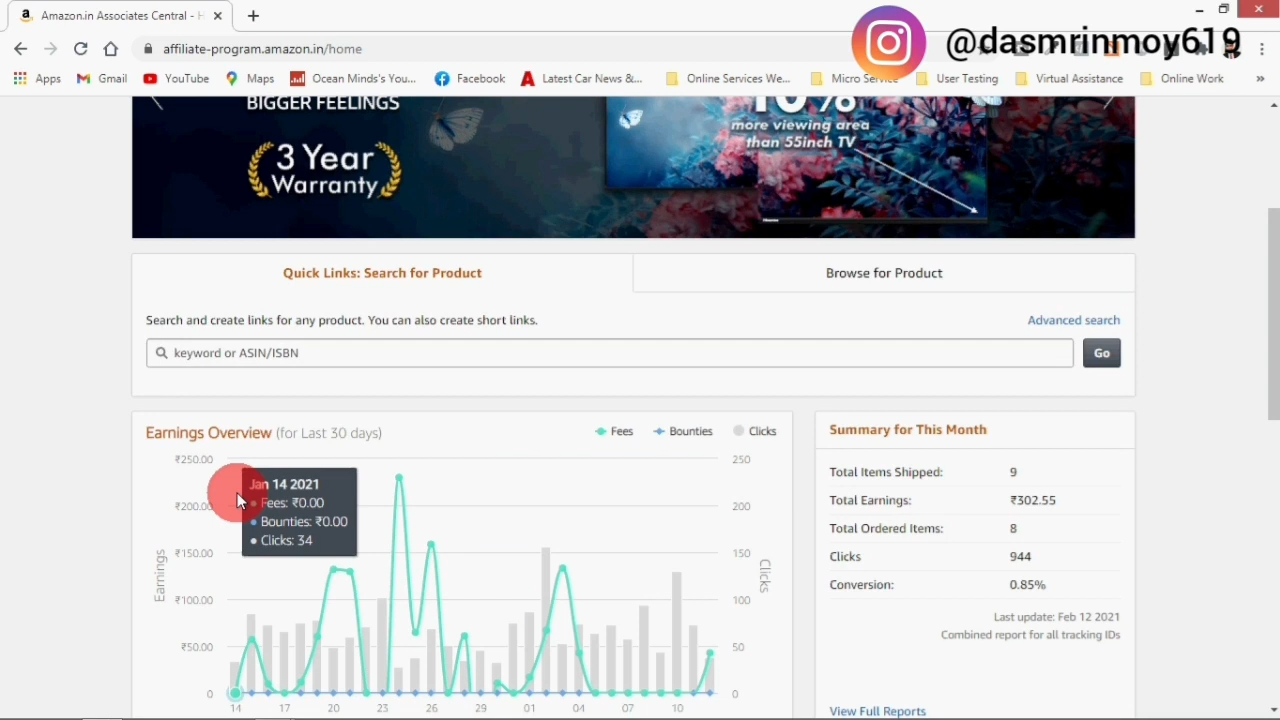 Amazon.in Associates Central - H
@dasmrinmoy619
affiliate-program.amazon.in/home
Apps Gmail YouTube Maps Ocean Minds's You... Facebook Latest Car News &... Online Services We... Micro Service User Testing Virtual Assistance Online Work »
BIGGER FEELINGS
3 Year
Warranty
10%
more viewing area
than 55inch TV
Quick Links: Search for Product
Browse for Product
Search and create links for any product. You can also create short links.
Advanced search
keyword or ASIN/ISBN
Go
Earnings Overview (for Last 30 days)
Fees Bounties Clicks
₹250.00
₹200.00
₹150.00
₹100.00
₹50.00
0
Earnings
Jan 14 2021
Fees: ₹0.00
Bounties: ₹0.00
Clicks: 34
250
200
150
100
50
0
Clicks
14 17 20 23 26 29 01 04 07 10
Summary for This Month
Total Items Shipped: 9
Total Earnings: ₹302.55
Total Ordered Items: 8
Clicks 944
Conversion: 0.85%
Last update: Feb 12 2021
Combined report for all tracking IDs
View Full Reports